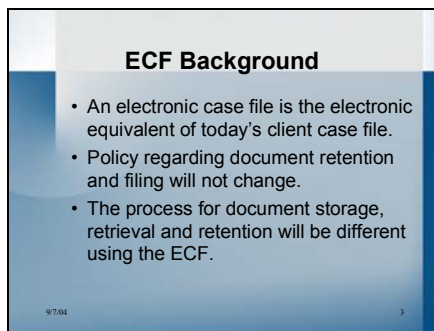 ECF Background
• An electronic case file is the electronic
equivalent of today's client case file.
• Policy regarding document retention
and filing will not change.
• The process for document storage,
retrieval and retention will be different
using the ECF.
9/7/04
3